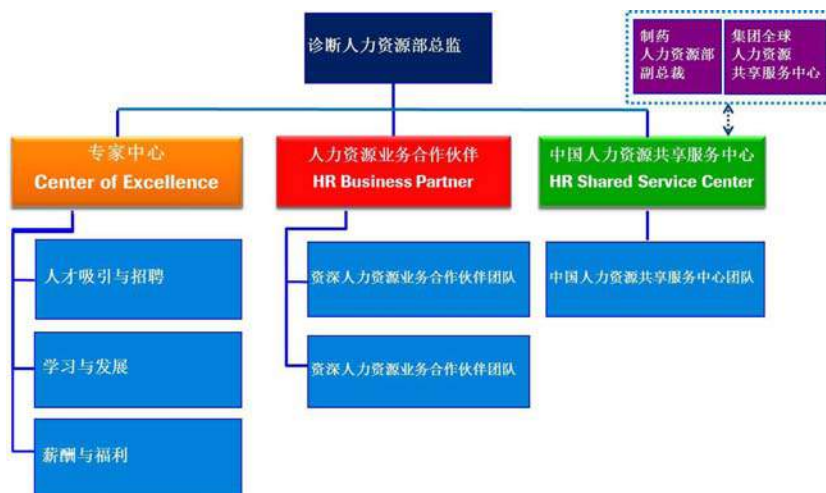 诊断人力资源部总监
制药
人力资源部
副总裁
集团全球
人力资源
共享服务中心
专家中心
Center of Excellence
人力资源业务合作伙伴
HR Business Partner
中国人力资源共享服务中心
HR Shared Service Center
人才吸引与招聘
学习与发展
薪酬与福利
资深人力资源业务合作伙伴团队
资深人力资源业务合作伙伴团队
中国人力资源共享服务中心团队